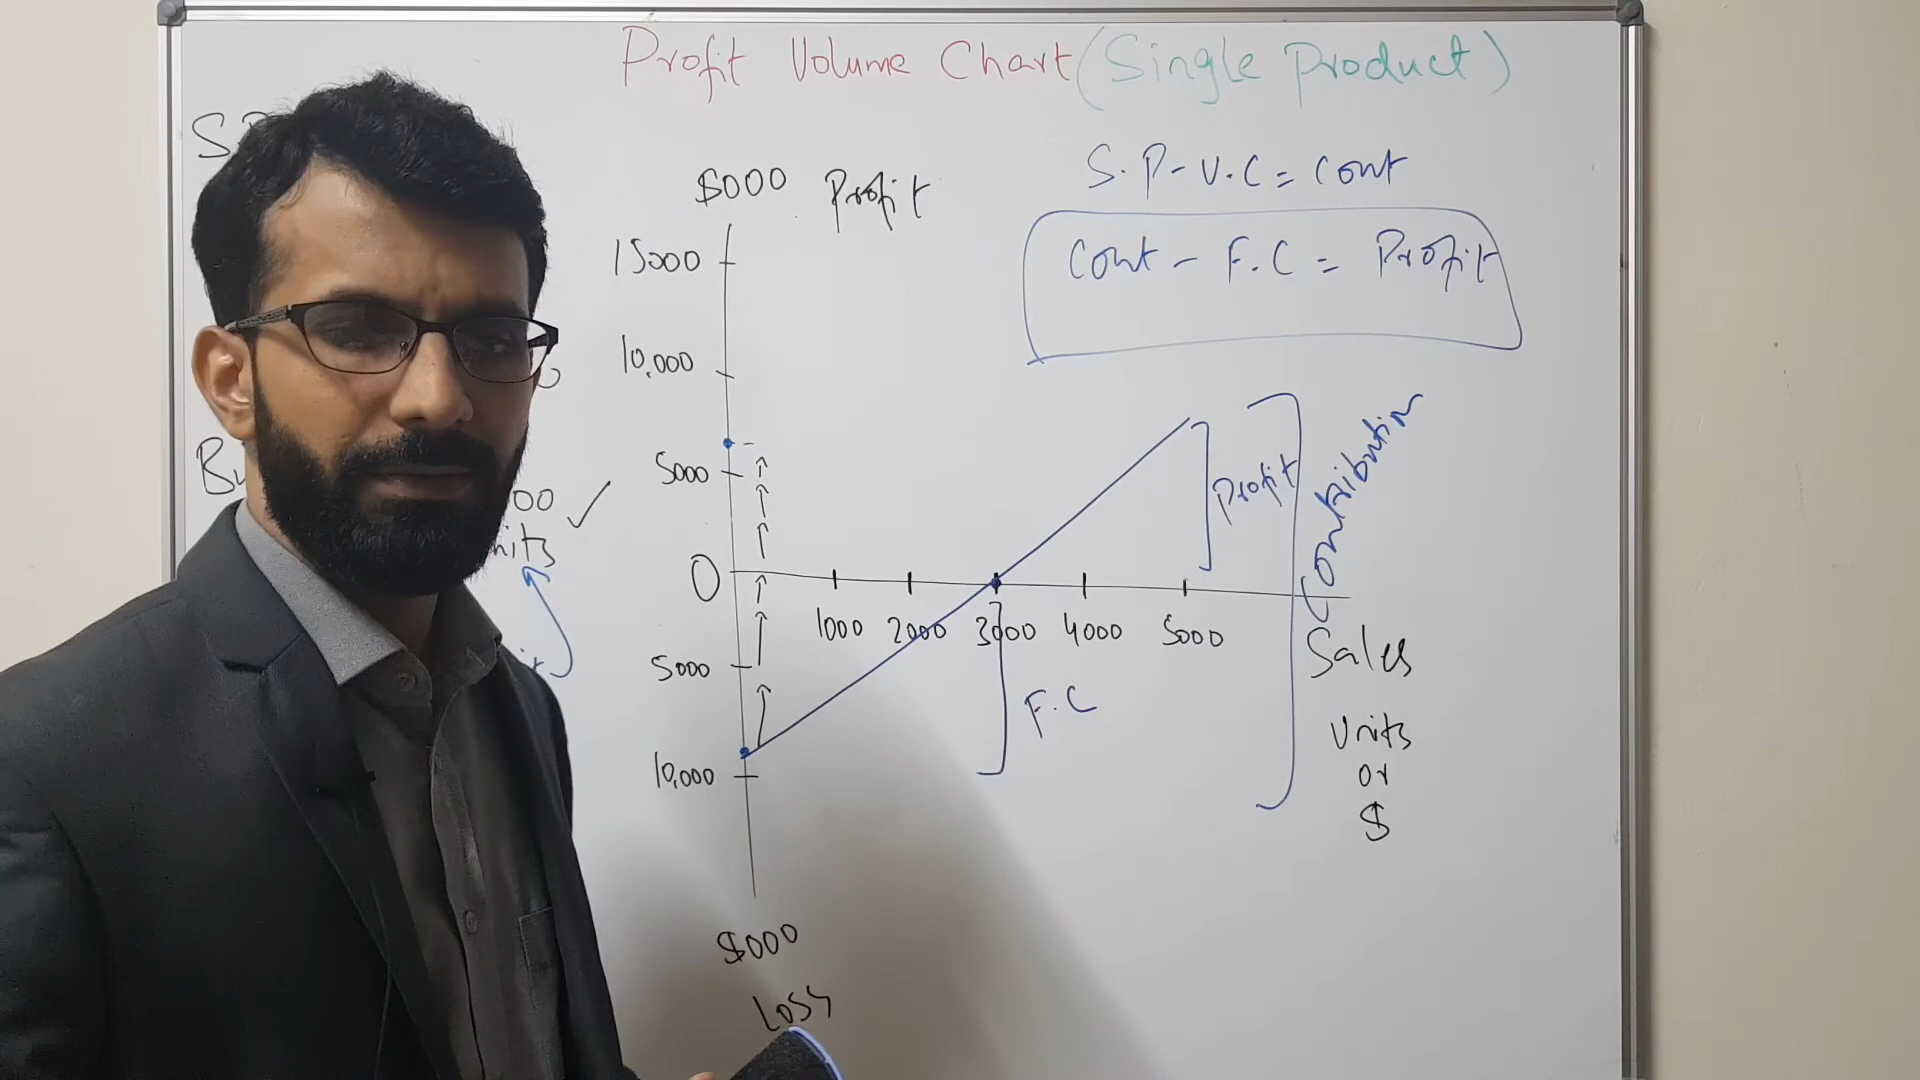 Profit Volume Chart (Single Product)
S.P-V.C = Cont
Cont - F.C = Profit
$000 Profit
15000
10,000
5000
0
5000
10,000
$000
Loss
1000 2000 3000 4000 5000
F.C
Profit
Contribution
Sales
Units
or
$